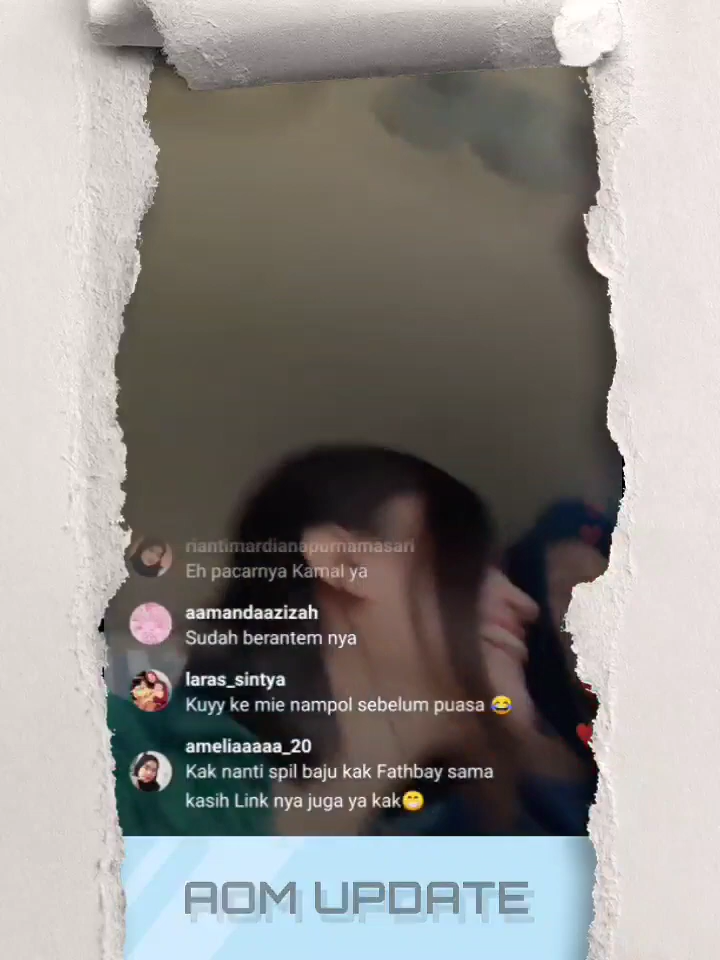 riantimardianapurnamasari
Eh pacarnya Kamal ya
aamandaazizah
Sudah berantem nya
laras_sintya
Kuyy ke mie nampol sebelum puasa 😂
ameliaaaaa_20
Kak nanti spil baju kak Fathbay sama
kasih Link nya juga ya kak😁
AOM UPDATE